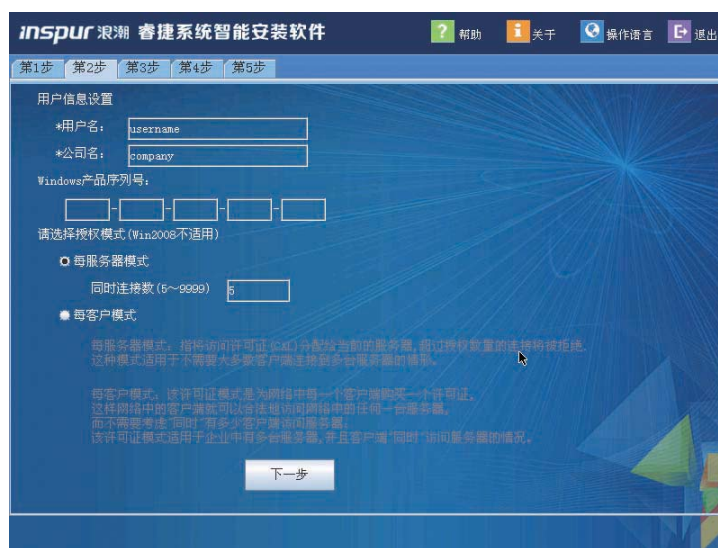 inspur 浪潮 睿捷系统智能安装软件
帮助 关于 操作语言 退出
第1步 第2步 第3步 第4步 第5步
用户信息设置
*用户名： username
*公司名： company
Windows产品序列号：
- - - -
请选择授权模式(Win2008不适用)
每服务器模式
同时连接数(5～9999) 5
每客户模式
每服务器模式：指将访问许可证(CAL)分配给当前的服务器,超过授权数量的连接将被拒绝.
这种模式适用于不需要大多数客户端连接到多台服务器的情形.
每客户模式：该许可证模式是为网络中每一个客户端购买一个许可证。
这样网络中的客户端就可以合法地访问网络中的任何一台服务器。
而不需要考虑"同时"有多少客户端访问服务器.
该许可证模式适用于企业中有多台服务器,并且客户端"同时"访问服务器的情况。
下一步